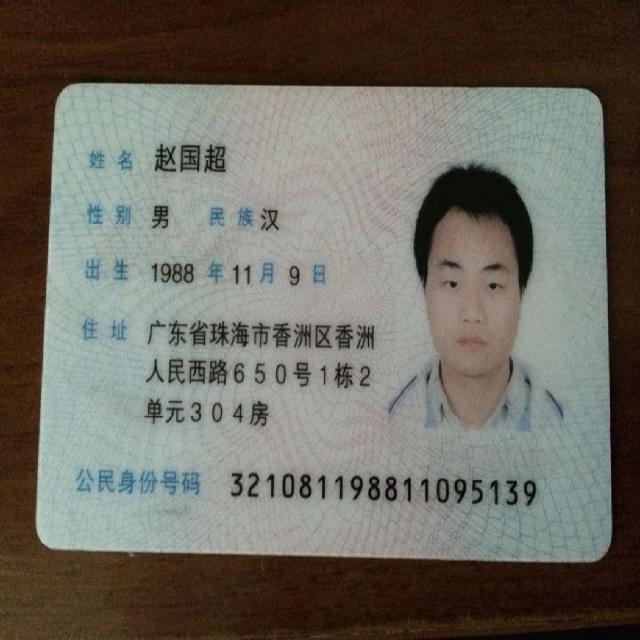 姓名 赵国超
性别 男 民族 汉
出生 1988 年 11 月 9 日
住址 广东省珠海市香洲区香洲
人民西路650号1栋2
单元304房
公民身份号码 321081198811095139